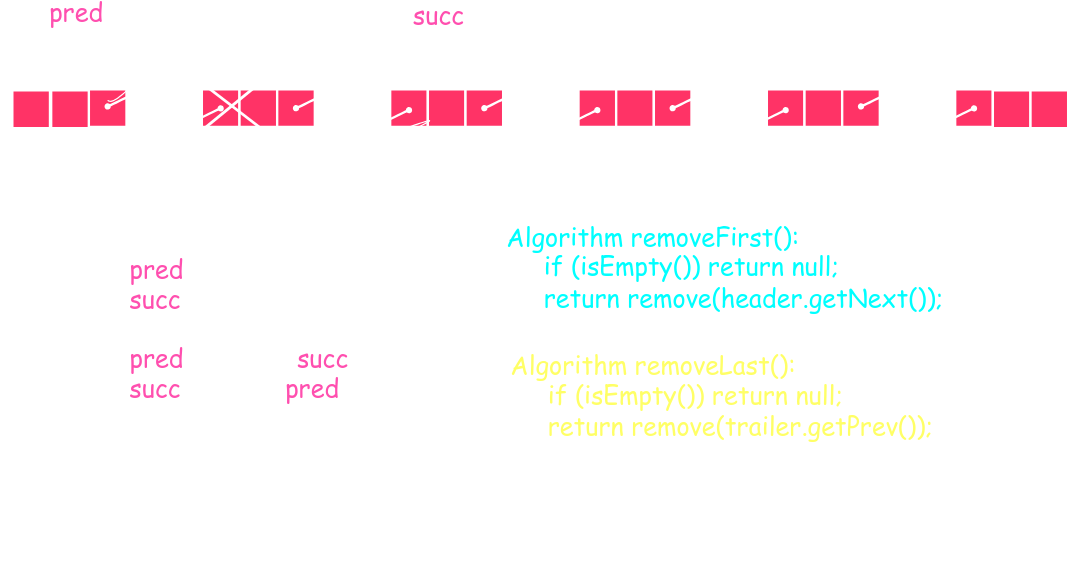 pred
succ
pred
succ
pred succ
succ pred
Algorithm removeFirst():
if (isEmpty()) return null;
return remove(header.getNext());
Algorithm removeLast():
if (isEmpty()) return null;
return remove(trailer.getPrev());